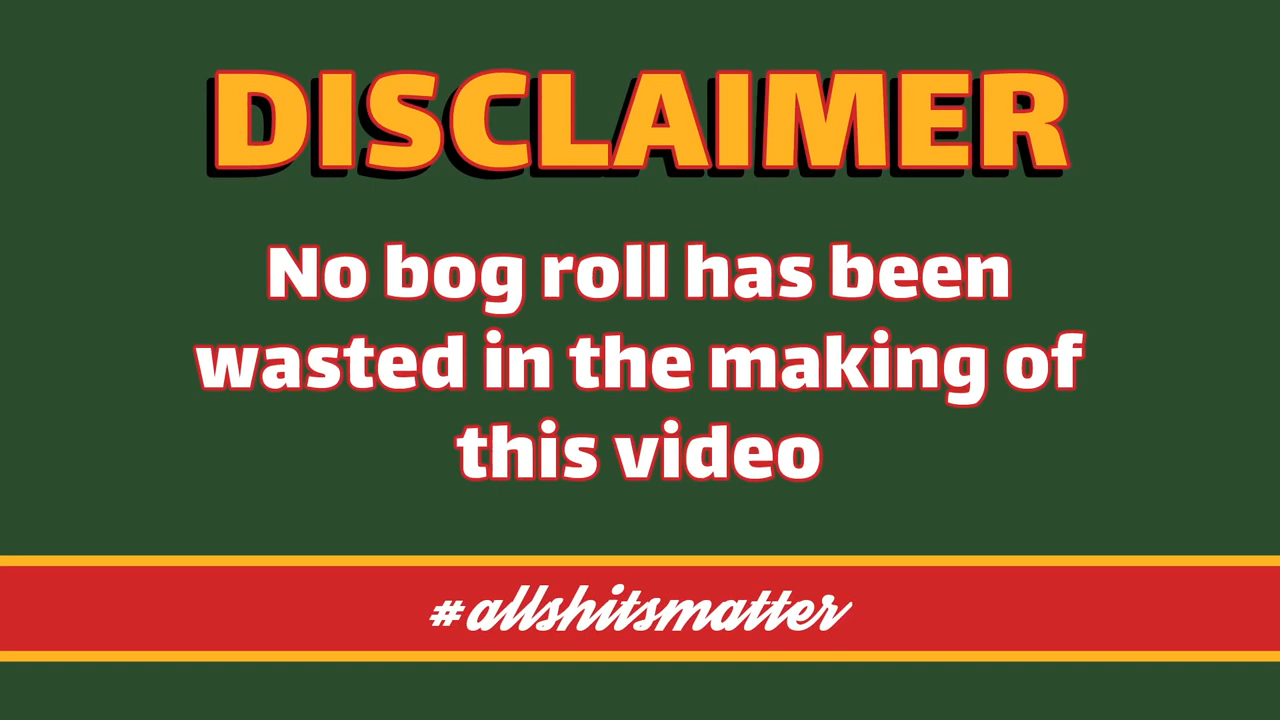 DISCLAIMER
No bog roll has been
wasted in the making of
this video
#allshitsmatter